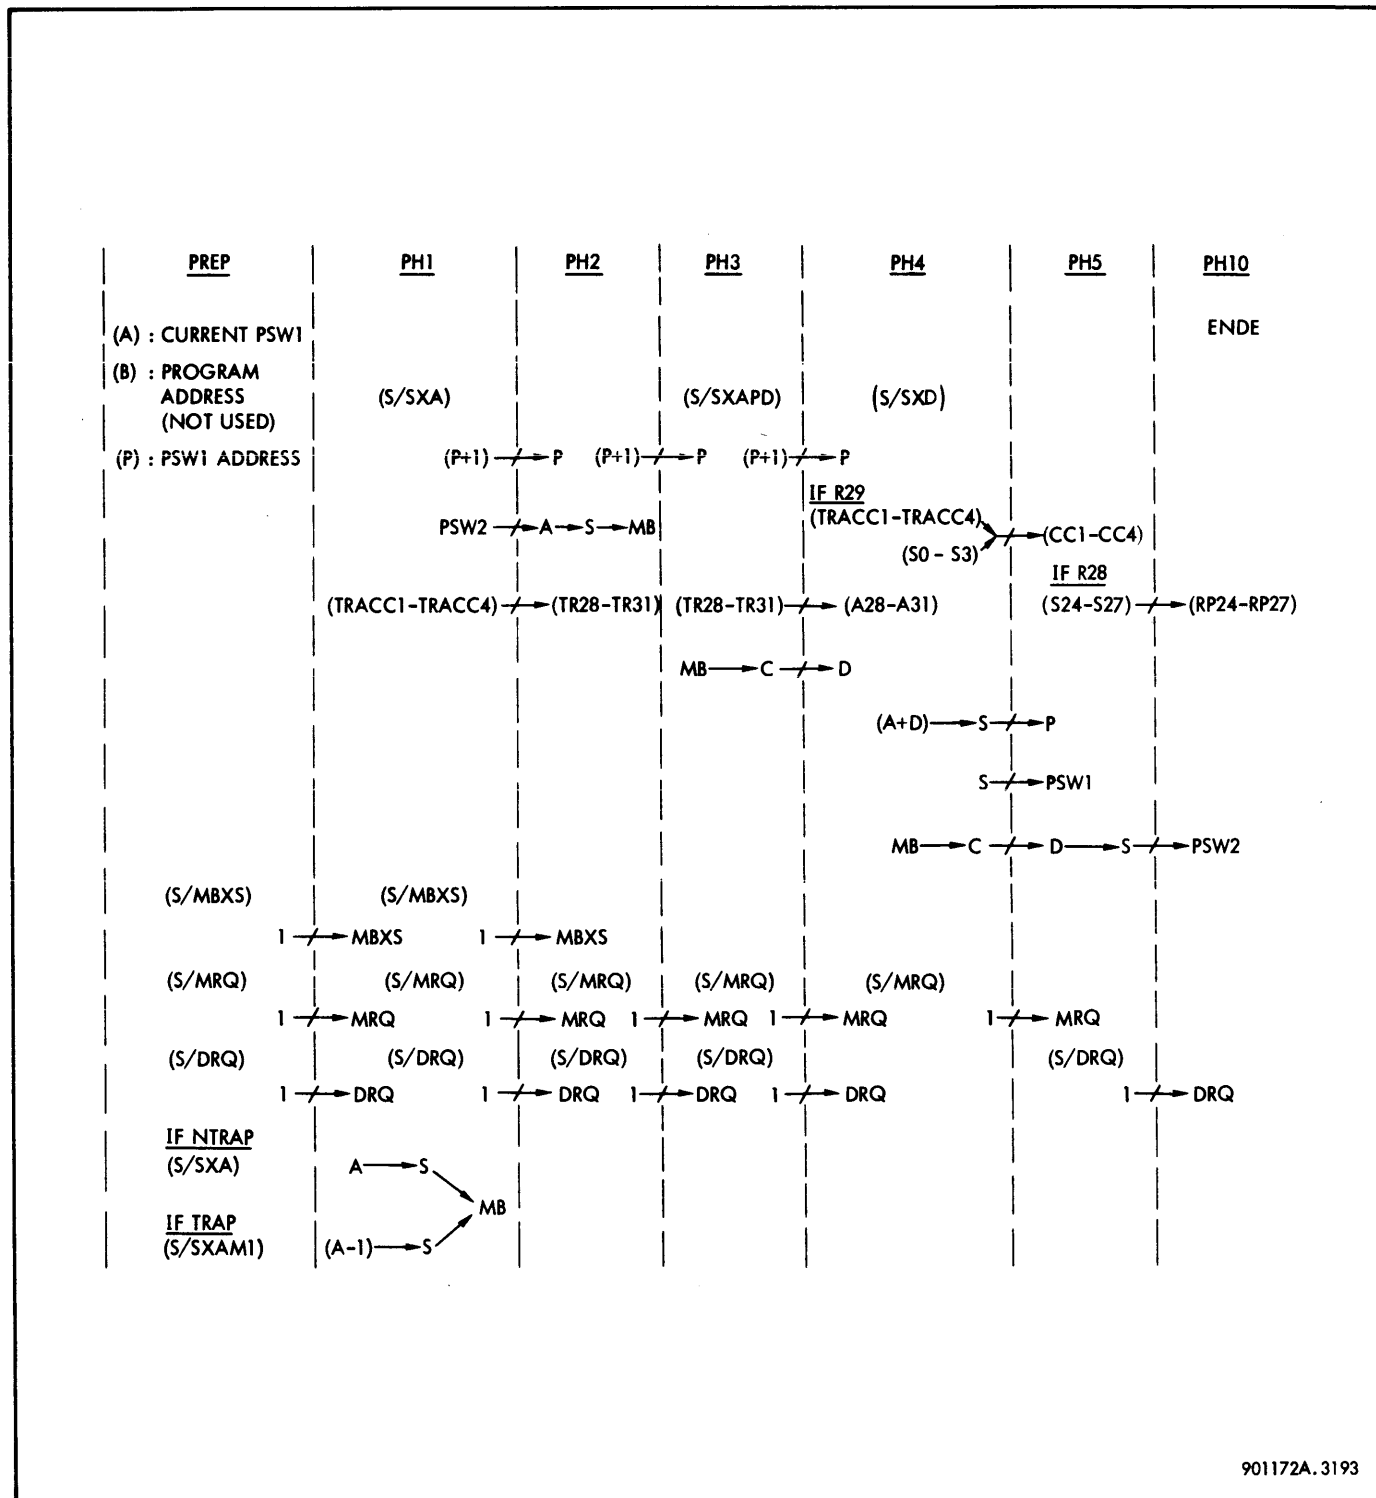 PREP PH1 PH2 PH3 PH4 PH5 PH10
(A) : CURRENT PSW1 ENDE
(B) : PROGRAM
ADDRESS (S/SXA) (S/SXAPD) (S/SXD)
(NOT USED)
(P) : PSW1 ADDRESS (P+1) P (P+1) P (P+1) P
IF R29
(TRACC1-TRACC4)
PSW2 A S MB (CC1-CC4)
(S0 - S3)
IF R28
(TRACC1-TRACC4) (TR28-TR31) (TR28-TR31) (A28-A31) (S24-S27) (RP24-RP27)
MB C D
(A+D) S P
S PSW1
MB C D S PSW2
(S/MBXS) (S/MBXS)
1 MBXS 1 MBXS
(S/MRQ) (S/MRQ) (S/MRQ) (S/MRQ) (S/MRQ)
1 MRQ 1 MRQ 1 MRQ 1 MRQ 1 MRQ
(S/DRQ) (S/DRQ) (S/DRQ) (S/DRQ) (S/DRQ)
1 DRQ 1 DRQ 1 DRQ 1 DRQ 1 DRQ
IF NTRAP
(S/SXA) A S
MB
IF TRAP
(S/SXAM1) (A-1) S
901172A.3193